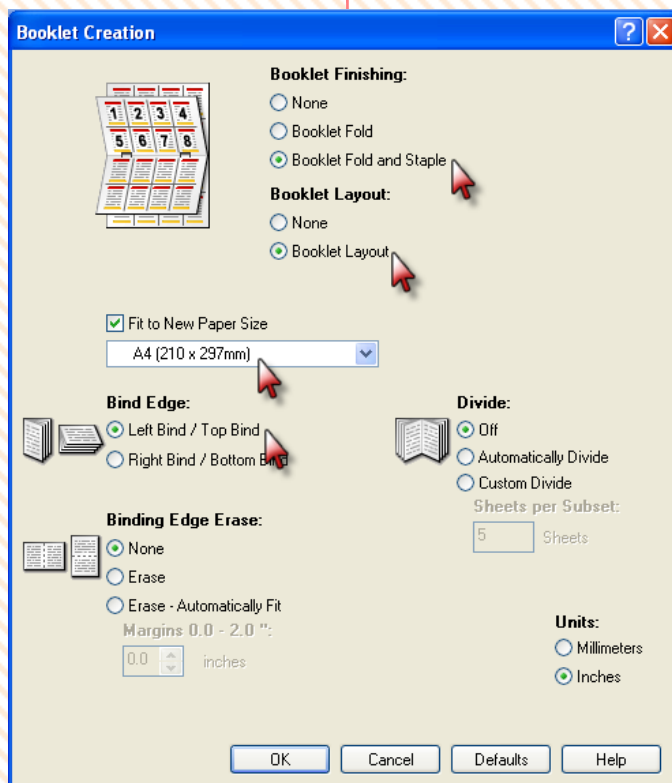 Booklet Creation
1 2 3 4
5 6 7 8
Booklet Finishing:
None
Booklet Fold
Booklet Fold and Staple
Booklet Layout:
None
Booklet Layout
Fit to New Paper Size
A4 (210 x 297mm)
Bind Edge:
Left Bind / Top Bind
Right Bind / Bottom Bind
Divide:
Off
Automatically Divide
Custom Divide
Sheets per Subset:
5 Sheets
Binding Edge Erase:
None
Erase
Erase - Automatically Fit
Margins 0.0 - 2.0 ":
0.0 inches
Units:
Millimeters
Inches
OK Cancel Defaults Help